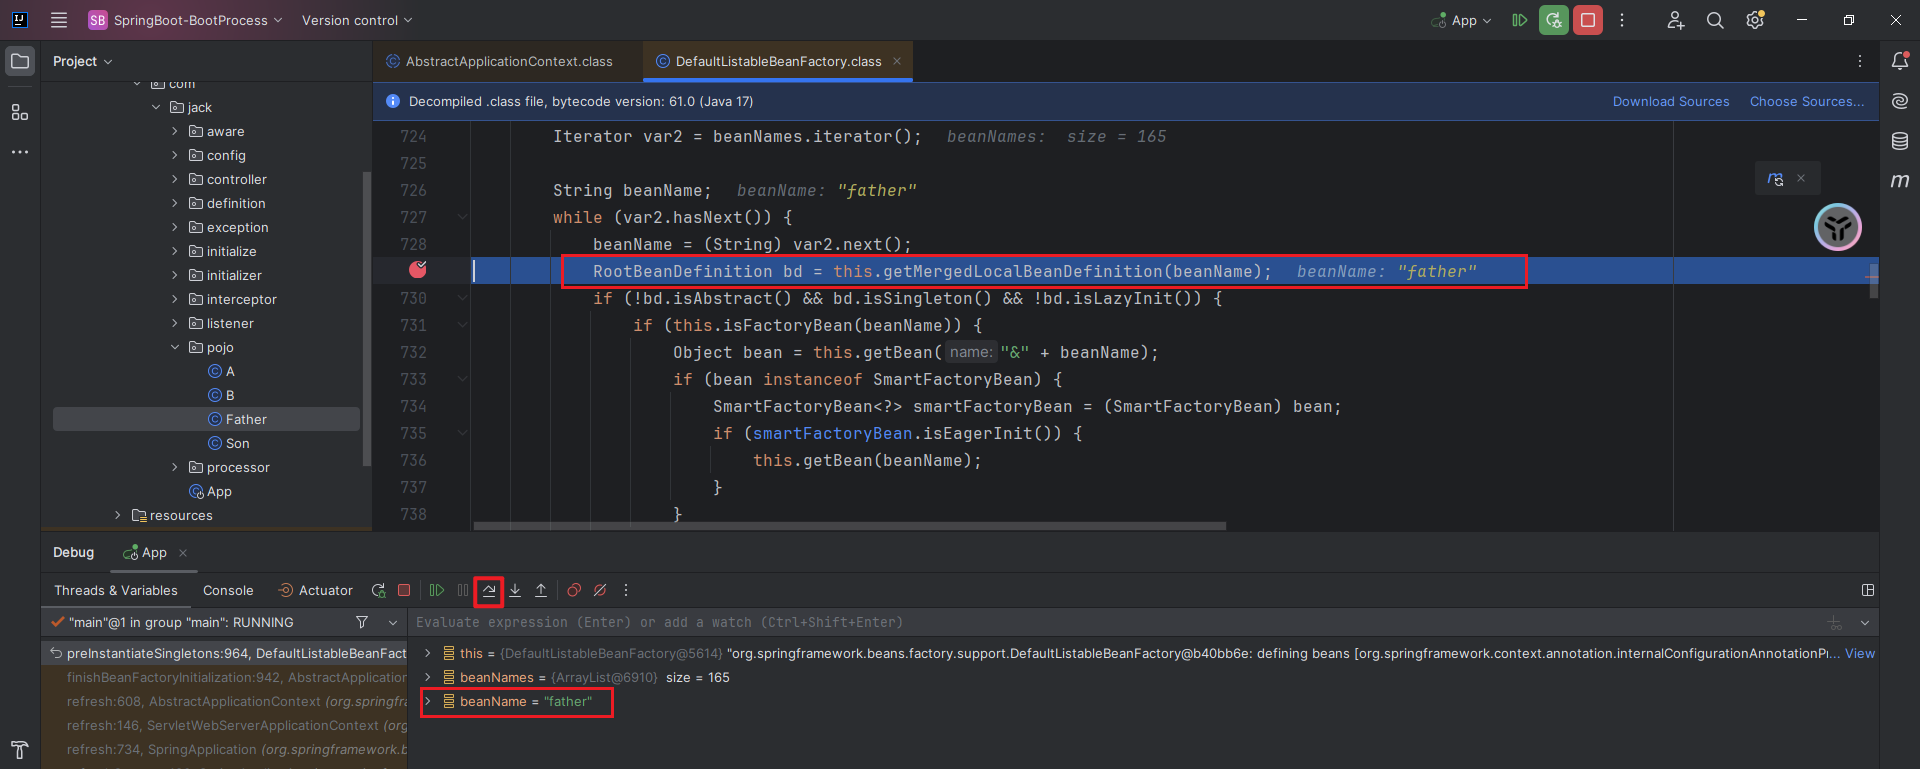 SB SpringBoot-BootProcess Version control App
Project
com
jack
aware
config
controller
definition
exception
initialize
initializer
interceptor
listener
pojo
A
B
Father
Son
processor
App
resources
AbstractApplicationContext.class DefaultListableBeanFactory.class
Decompiled .class file, bytecode version: 61.0 (Java 17) Download Sources Choose Sources...
724 Iterator var2 = beanNames.iterator(); beanNames: size = 165
725
726 String beanName; beanName: "father"
727 while (var2.hasNext()) {
728 beanName = (String) var2.next();
RootBeanDefinition bd = this.getMergedLocalBeanDefinition(beanName); beanName: "father"
730 if (!bd.isAbstract() && bd.isSingleton() && !bd.isLazyInit()) {
731 if (this.isFactoryBean(beanName)) {
732 Object bean = this.getBean( name: "&" + beanName);
733 if (bean instanceof SmartFactoryBean) {
734 SmartFactoryBean<?> smartFactoryBean = (SmartFactoryBean) bean;
735 if (smartFactoryBean.isEagerInit()) {
736 this.getBean(beanName);
737 }
738 }
Debug App
Threads & Variables Console Actuator
"main"@1 in group "main": RUNNING
preInstantiateSingletons:964, DefaultListableBeanFact
finishBeanFactoryInitialization:942, AbstractApplication
refresh:608, AbstractApplicationContext (org.springfra
refresh:146, ServletWebServerApplicationContext (org
refresh:734, SpringApplication (org.springframework.b
Evaluate expression (Enter) or add a watch (Ctrl+Shift+Enter)
this = {DefaultListableBeanFactory@5614} "org.springframework.beans.factory.support.DefaultListableBeanFactory@b40bb6e: defining beans [org.springframework.context.annotation.internalConfigurationAnnotationPr... View
beanNames = {ArrayList@6910} size = 165
beanName = "father"